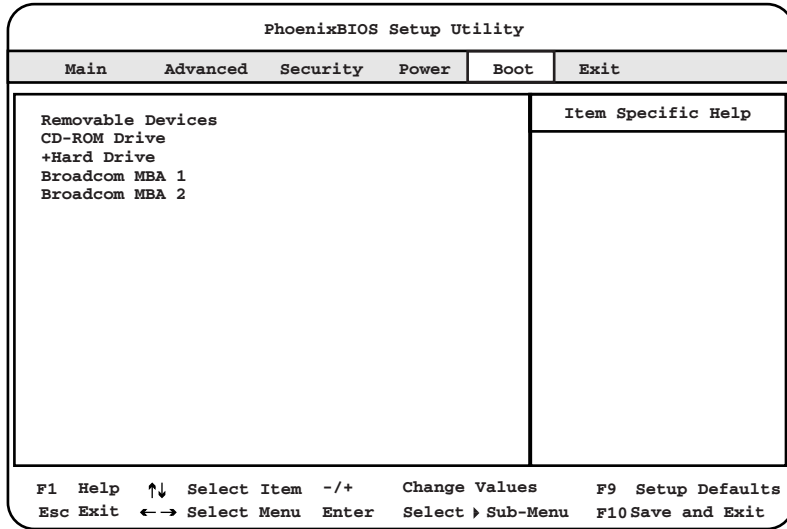 PhoenixBIOS Setup Utility
Main Advanced Security Power Boot Exit
Removable Devices
CD-ROM Drive
+Hard Drive
Broadcom MBA 1
Broadcom MBA 2
Item Specific Help
F1 Help ↑↓ Select Item -/+ Change Values F9 Setup Defaults
Esc Exit ←→ Select Menu Enter Select ▸ Sub-Menu F10 Save and Exit